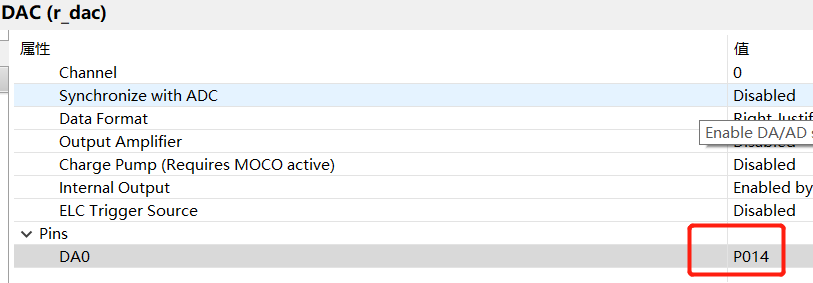 DAC (r_dac)
属性 值
Channel 0
Synchronize with ADC Disabled
Data Format Right Justif
Enable DA/AD
Output Amplifier Disabled
Charge Pump (Requires MOCO active) Disabled
Internal Output Enabled by
ELC Trigger Source Disabled
Pins
DA0 P014